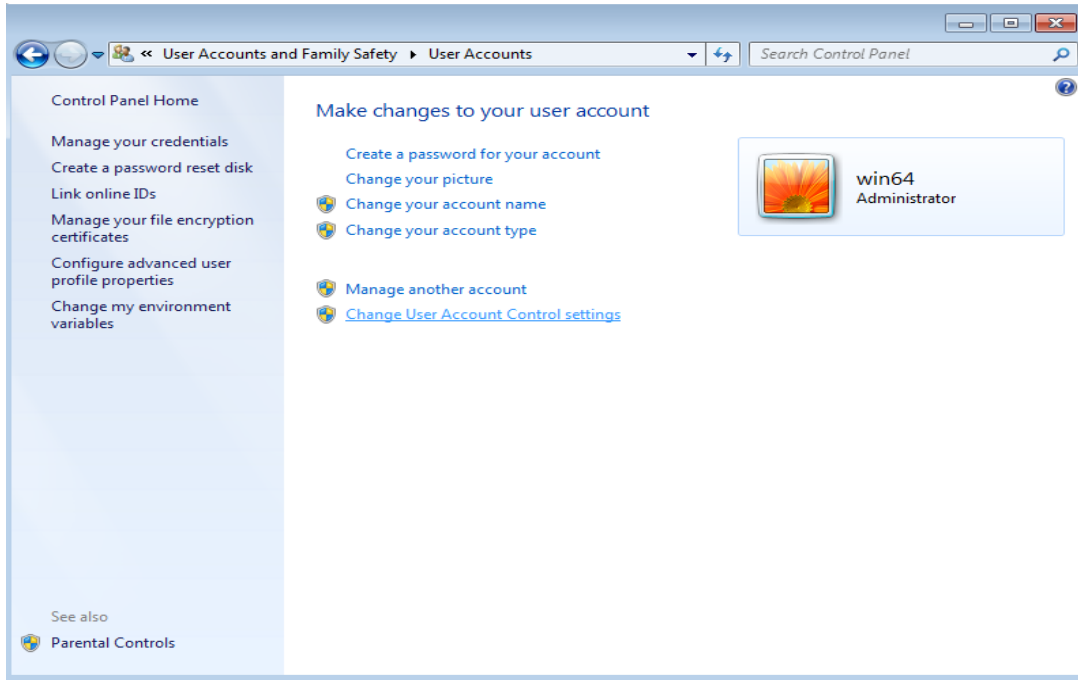 « User Accounts and Family Safety User Accounts
Search Control Panel
Control Panel Home
Manage your credentials
Create a password reset disk
Link online IDs
Manage your file encryption
certificates
Configure advanced user
profile properties
Change my environment
variables
See also
Parental Controls
Make changes to your user account
Create a password for your account
Change your picture
Change your account name
Change your account type
Manage another account
Change User Account Control settings
win64
Administrator